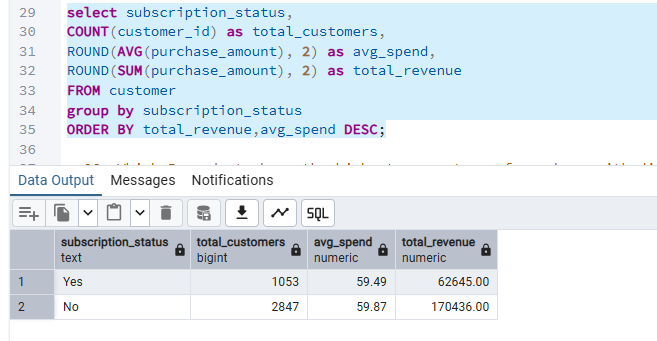 29 select subscription_status,
30 COUNT(customer_id) as total_customers,
31 ROUND(AVG(purchase_amount), 2) as avg_spend,
32 ROUND(SUM(purchase_amount), 2) as total_revenue
33 FROM customer
34 group by subscription_status
35 ORDER BY total_revenue,avg_spend DESC;
36
Data Output Messages Notifications
SQL
subscription_status total_customers avg_spend total_revenue
text bigint numeric numeric
1 Yes 1053 59.49 62645.00
2 No 2847 59.87 170436.00